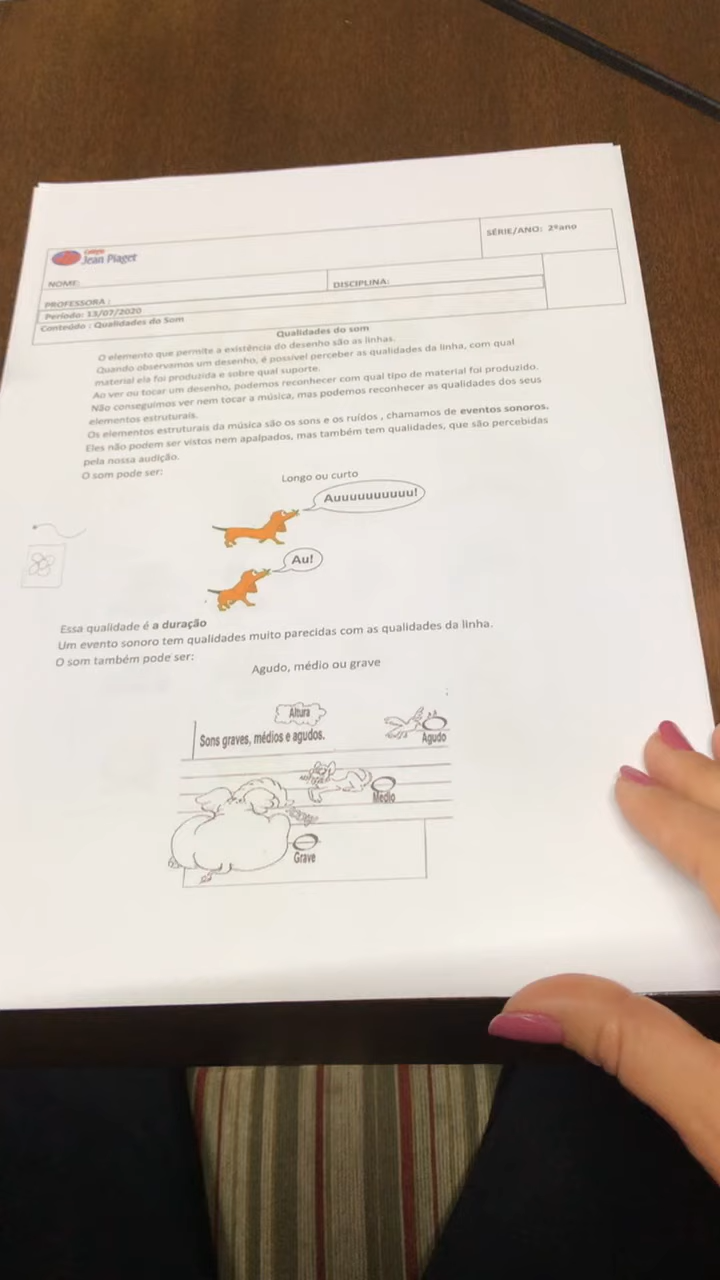 Colégio
Jean Piaget
SÉRIE/ANO: 2ºano
NOME:
DISCIPLINA:
PROFESSORA :
Período: 13/07/2020
Conteúdo : Qualidades do Som
Qualidades do som
O elemento que permite a existência do desenho são as linhas.
Quando observamos um desenho, é possível perceber as qualidades da linha, com qual
material ela foi produzida e sobre qual suporte.
Ao ver ou tocar um desenho, podemos reconhecer com qual tipo de material foi produzido.
Não conseguimos ver nem tocar a música, mas podemos reconhecer as qualidades dos seus
elementos estruturais.
Os elementos estruturais da música são os sons e os ruídos , chamamos de eventos sonoros.
Eles não podem ser vistos nem apalpados, mas também tem qualidades, que são percebidas
pela nossa audição.
O som pode ser:
Longo ou curto
Auuuuuuuuuu!
Au!
Essa qualidade é a duração
Um evento sonoro tem qualidades muito parecidas com as qualidades da linha.
O som também pode ser:
Agudo, médio ou grave
Altura
Sons graves, médios e agudos.
Agudo
Médio
Grave